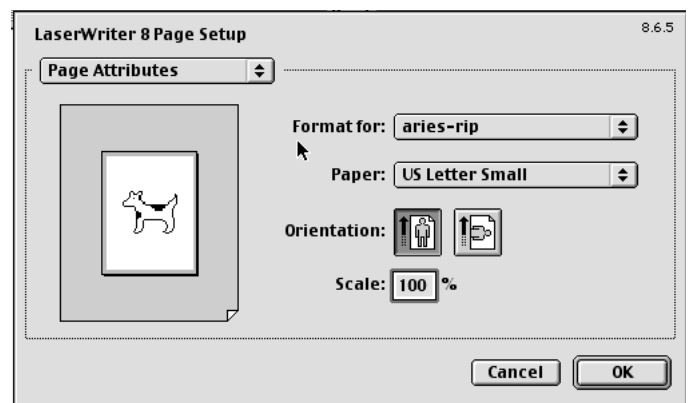 LaserWriter 8 Page Setup
8.6.5
Page Attributes
Format for: aries-rip
Paper: US Letter Small
Orientation:
Scale: 100 %
Cancel OK